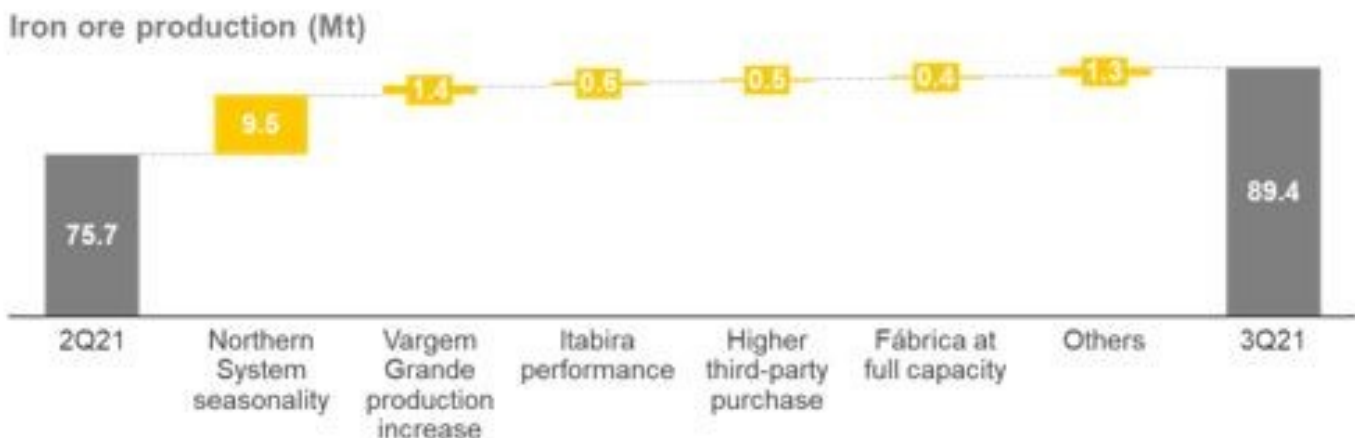 Iron ore production (Mt)
9.5
1.4
0.6
0.5
0.4
1.3
75.7
89.4
2Q21
Northern
System
seasonality
Vargem
Grande
production
increase
Itabira
performance
Higher
third-party
purchase
Fábrica at
full capacity
Others
3Q21